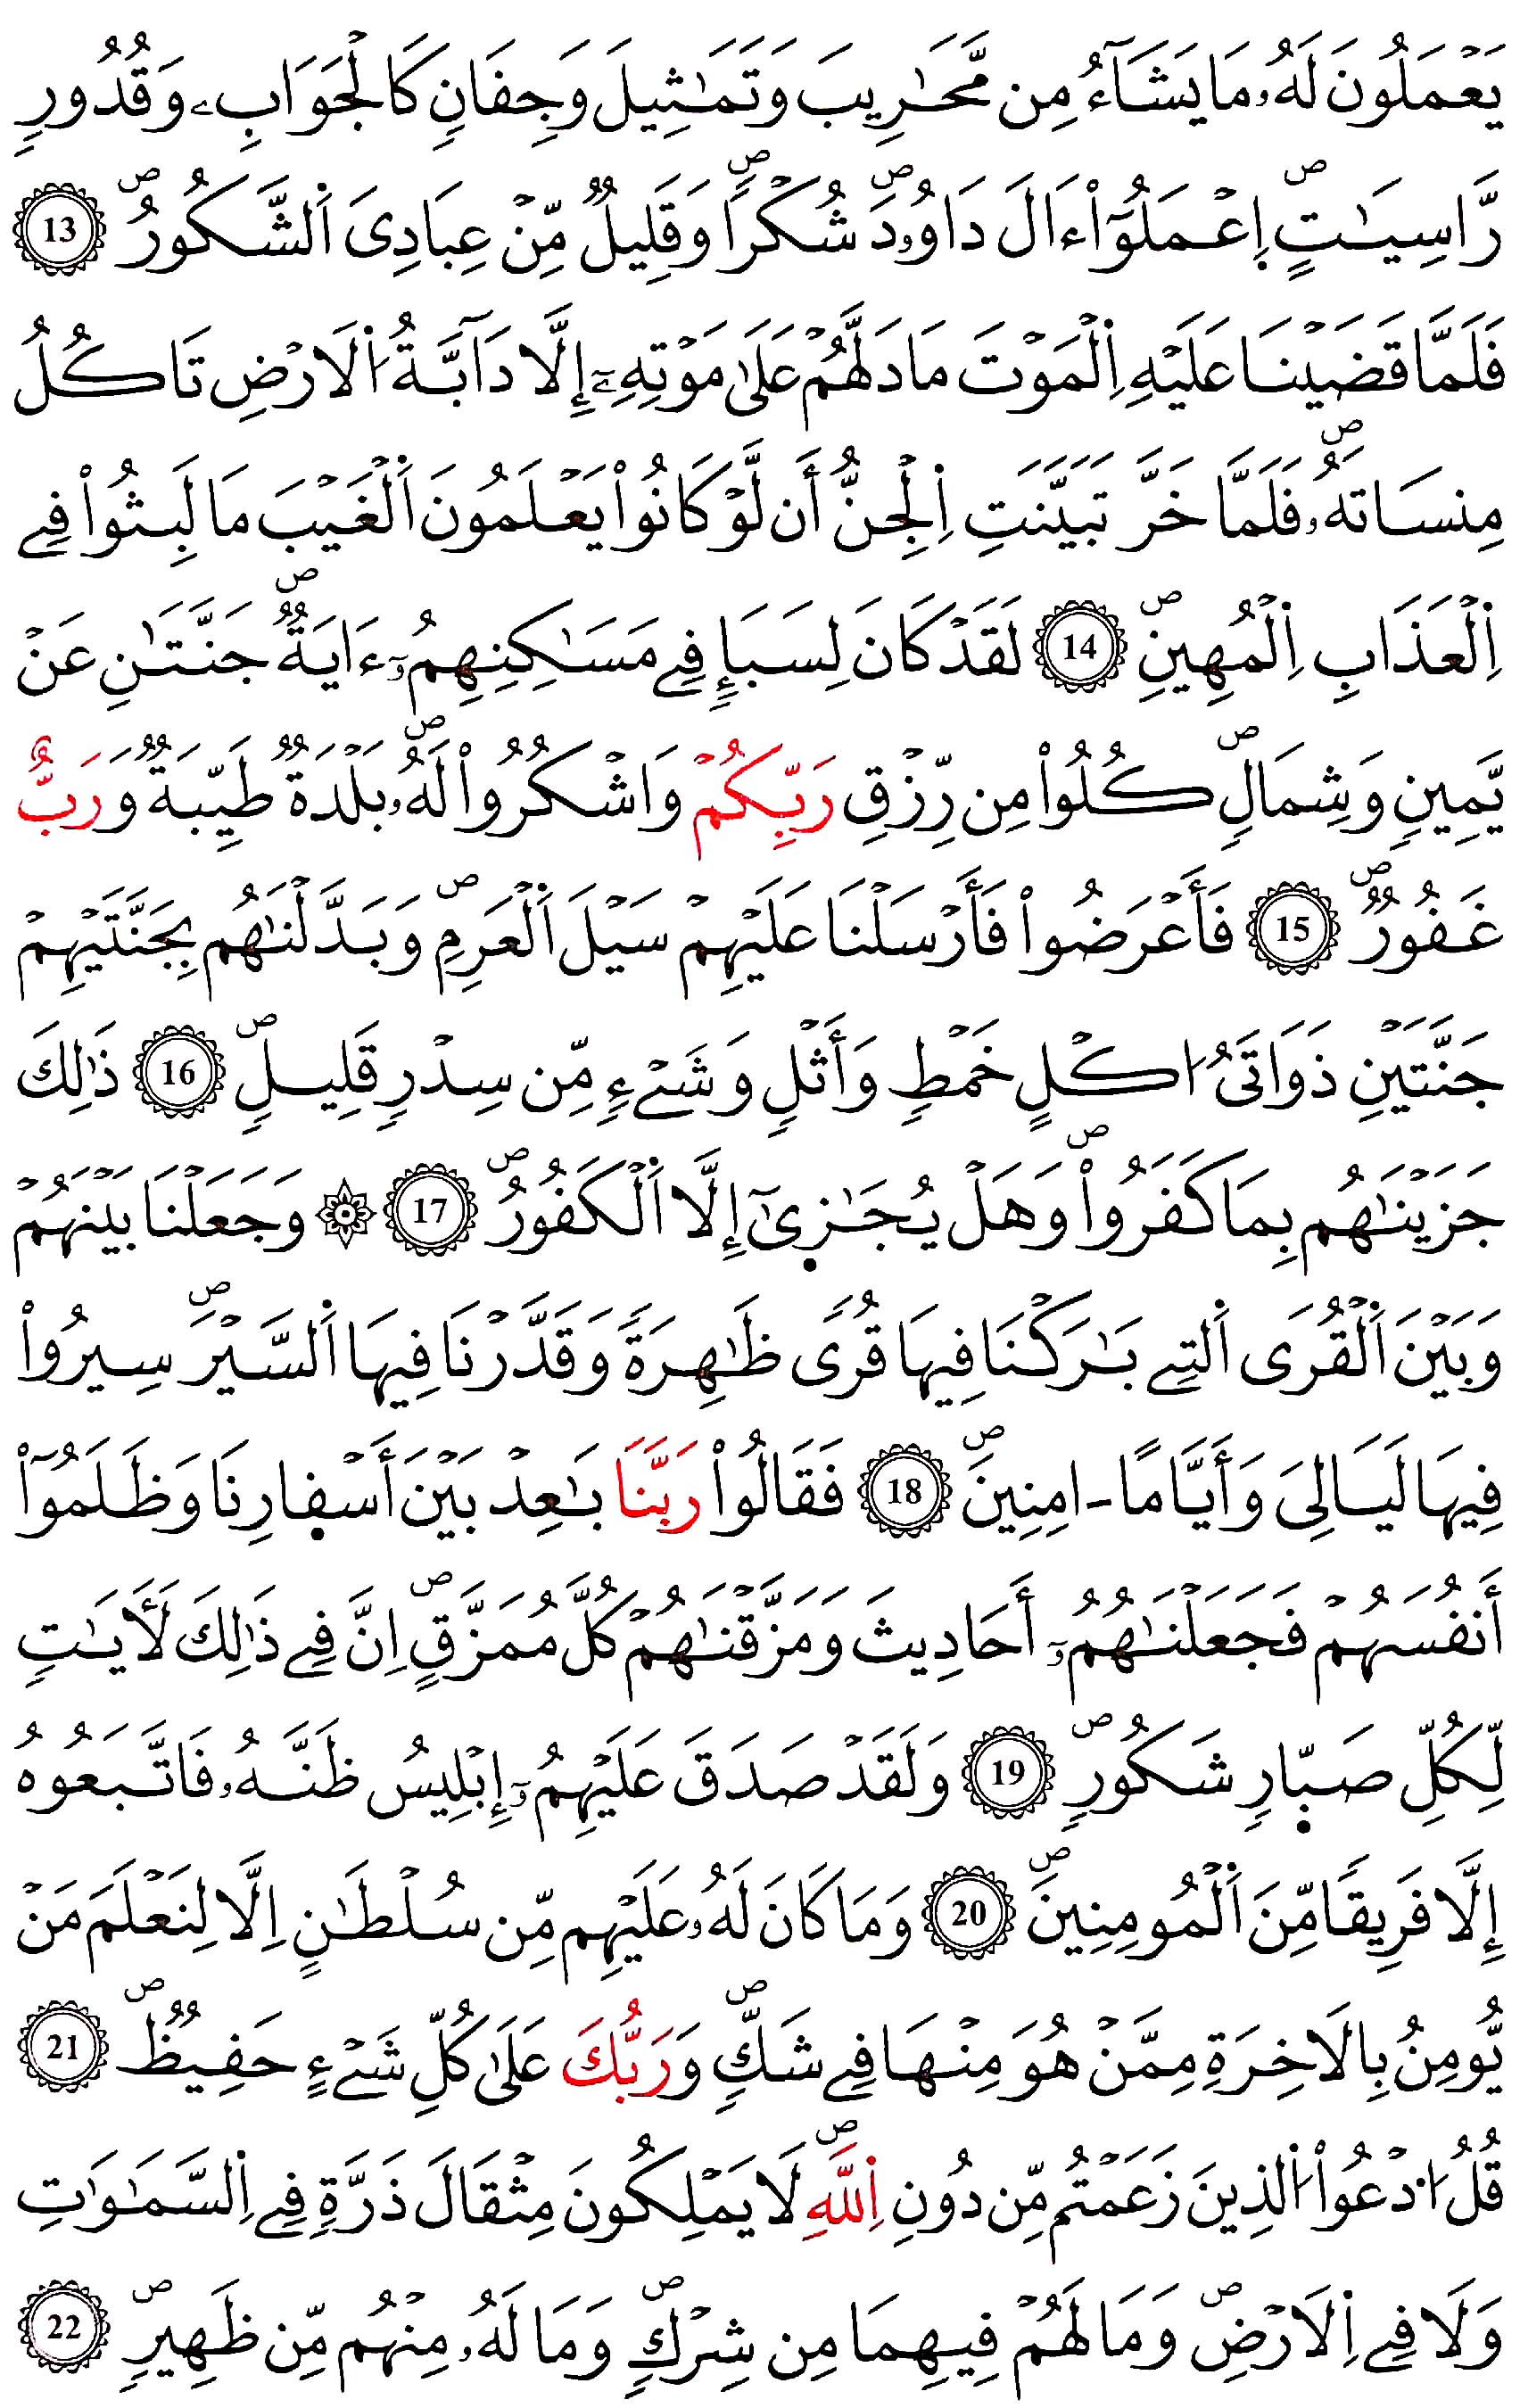 يَعْمَلُونَ لَهُۥ مَا يَشَآءُ مِن مَّحَٰرِيبَ وَتَمَٰثِيلَ وَجِفَانٖ كَالْجَوَابِۦ وَقُدُورٖ
رَّاسِيَٰتٍۖ اِ۪عْمَلُوٓاْ ءَالَ دَاوُۥدَۖ شُكْراٗۖ وَقَلِيلٞ مِّنْ عِبَادِيَ اَ۬لشَّكُورُۖ 13
فَلَمَّا قَضَيْنَا عَلَيْهِ اِ۬لْمَوْتَ مَا دَلَّهُمْ عَلَىٰ مَوْتِهِۦٓ إِلَّا دَآبَّةُ اُ۬لَارْضِ تَاكُلُ
مِنسَاتَهُۥۖ فَلَمَّا خَرَّ تَبَيَّنَتِ اِ۬لْجِنُّ أَن لَّوْ كَانُواْ يَعْلَمُونَ اَ۬لْغَيْبَ مَا لَبِثُواْ فِے
اِ۬لْعَذَابِ اِ۬لْمُهِينِۖ 14 لَقَدْ كَانَ لِسَبَإٖ فِے مَسَٰكِنِهِمُۥٓ ءَايَةٞۖ جَنَّتَٰنِ عَنْ
يَّمِينٖ وَشِمَالٖۖ كُلُواْ مِن رِّزْقِ رَبِّكُمْ وَاشْكُرُواْ لَهُۥۖ بَلْدَةٞ طَيِّبَةٞ وَرَبٌّ
غَفُورٞۖ 15 فَأَعْرَضُواْ فَأَرْسَلْنَا عَلَيْهِمْ سَيْلَ اَ۬لْعَرِمِۖ وَبَدَّلْنَٰهُم بِجَنَّتَيْهِمْ
جَنَّتَيْنِ ذَوَاتَيُ ا۟كْلٍ خَمْطٖ وَأَثْلٖ وَشَےْءٖ مِّن سِدْرٖ قَلِيلٖۖ 16 ذَٰلِكَ
جَزَيْنَٰهُم بِمَا كَفَرُواْۖ وَهَلْ يُجَٰز۪ىٰٓ إِلَّا اَ۬لْكَفُورُۖ 17 ۞ وَجَعَلْنَا بَيْنَهُمْ
وَبَيْنَ اَ۬لْقُرَى اَ۬لتِے بَٰرَكْنَا فِيهَا قُرىٗ ظَٰهِرَةٗ وَقَدَّرْنَا فِيهَا اَ۬لسَّيْرَۖ سِيرُواْ
فِيهَا لَيَالِيَ وَأَيَّاماً ـ امِنِينَۖ 18 فَقَالُواْ رَبَّنَا بَٰعِدْ بَيْنَ أَسْف۪ارِنَا وَظَلَمُوٓاْ
أَنفُسَهُمْ فَجَعَلْنَٰهُمُۥٓ أَحَادِيثَ وَمَزَّقْنَٰهُمْ كُلَّ مُمَزَّقٍۖ اِنَّ فِے ذَٰلِكَ لَأٓيَٰتٖ
لِّكُلِّ صَبّ۪ارٖ شَكُورٖۖ 19 وَلَقَدْ صَدَقَ عَلَيْهِمُۥٓ إِبْلِيسُ ظَنَّهُۥ فَاتَّبَعُوهُ
إِلَّا فَرِيقاٗ مِّنَ اَ۬لْمُومِنِينَۖ 20 وَمَا كَانَ لَهُۥ عَلَيْهِم مِّن سُلْطَٰنٍ اِلَّا لِنَعْلَمَ مَنْ
يُّومِنُ بِالَاخِرَةِ مِمَّنْ هُوَ مِنْهَا فِے شَكّٖۖ وَرَبُّكَ عَلَىٰ كُلِّ شَےْءٍ حَفِيظٞۖ 21
قُلُ اُ۟دْعُواْ اُ۬لذِينَ زَعَمْتُم مِّن دُونِ اِ۬للَّهِۖ لَا يَمْلِكُونَ مِثْقَالَ ذَرَّةٖ فِے اِ۬لسَّمَٰوَٰتِ
وَلَا فِے اِ۬لَارْضِۖ وَمَا لَهُمْ فِيهِمَا مِن شِرْكٖۖ وَمَا لَهُۥ مِنْهُم مِّن ظَهِيرٖۖ 22